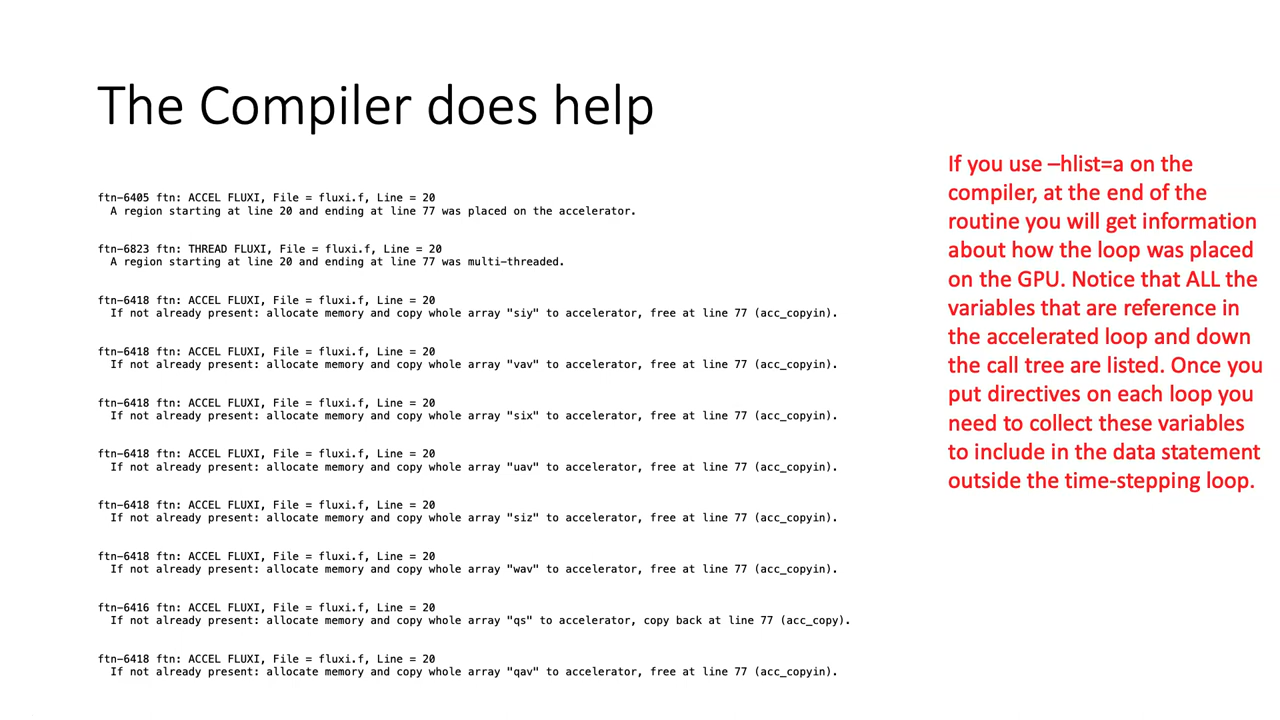 The Compiler does help
ftn-6405 ftn: ACCEL FLUXI, File = fluxi.f, Line = 20
A region starting at line 20 and ending at line 77 was placed on the accelerator.
ftn-6823 ftn: THREAD FLUXI, File = fluxi.f, Line = 20
A region starting at line 20 and ending at line 77 was multi-threaded.
ftn-6418 ftn: ACCEL FLUXI, File = fluxi.f, Line = 20
If not already present: allocate memory and copy whole array "siy" to accelerator, free at line 77 (acc_copyin).
ftn-6418 ftn: ACCEL FLUXI, File = fluxi.f, Line = 20
If not already present: allocate memory and copy whole array "vav" to accelerator, free at line 77 (acc_copyin).
ftn-6418 ftn: ACCEL FLUXI, File = fluxi.f, Line = 20
If not already present: allocate memory and copy whole array "six" to accelerator, free at line 77 (acc_copyin).
ftn-6418 ftn: ACCEL FLUXI, File = fluxi.f, Line = 20
If not already present: allocate memory and copy whole array "uav" to accelerator, free at line 77 (acc_copyin).
ftn-6418 ftn: ACCEL FLUXI, File = fluxi.f, Line = 20
If not already present: allocate memory and copy whole array "siz" to accelerator, free at line 77 (acc_copyin).
ftn-6418 ftn: ACCEL FLUXI, File = fluxi.f, Line = 20
If not already present: allocate memory and copy whole array "wav" to accelerator, free at line 77 (acc_copyin).
ftn-6416 ftn: ACCEL FLUXI, File = fluxi.f, Line = 20
If not already present: allocate memory and copy whole array "qs" to accelerator, copy back at line 77 (acc_copy).
ftn-6418 ftn: ACCEL FLUXI, File = fluxi.f, Line = 20
If not already present: allocate memory and copy whole array "qav" to accelerator, free at line 77 (acc_copyin).
If you use –hlist=a on the
compiler, at the end of the
routine you will get information
about how the loop was placed
on the GPU. Notice that ALL the
variables that are reference in
the accelerated loop and down
the call tree are listed. Once you
put directives on each loop you
need to collect these variables
to include in the data statement
outside the time-stepping loop.